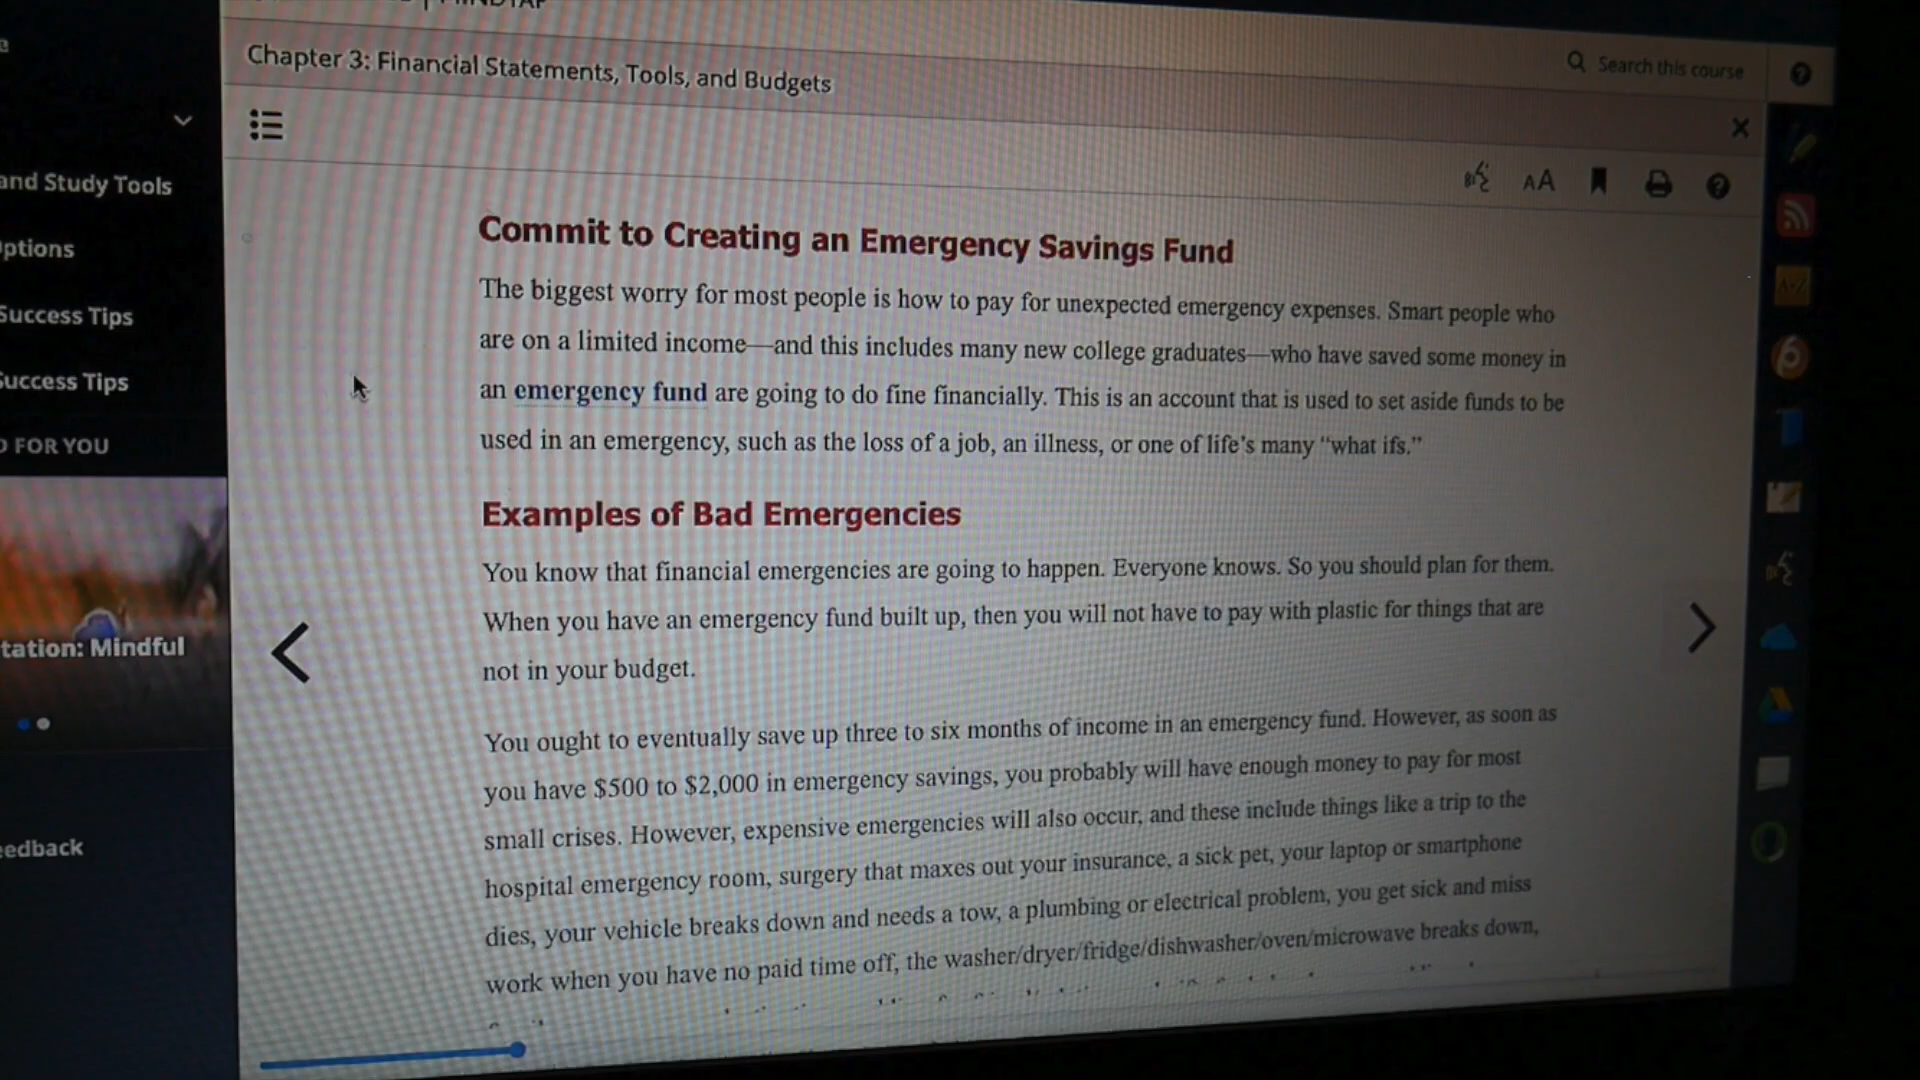 Chapter 3: Financial Statements, Tools, and Budgets
Search this course
and Study Tools
ptions
Success Tips
Success Tips
FOR YOU
tation: Mindful
edback
AA
A-Z
Commit to Creating an Emergency Savings Fund
The biggest worry for most people is how to pay for unexpected emergency expenses. Smart people who
are on a limited income—and this includes many new college graduates—who have saved some money in
an emergency fund are going to do fine financially. This is an account that is used to set aside funds to be
used in an emergency, such as the loss of a job, an illness, or one of life's many “what ifs.”
Examples of Bad Emergencies
You know that financial emergencies are going to happen. Everyone knows. So you should plan for them.
When you have an emergency fund built up, then you will not have to pay with plastic for things that are
not in your budget.
You ought to eventually save up three to six months of income in an emergency fund. However, as soon as
you have $500 to $2,000 in emergency savings, you probably will have enough money to pay for most
small crises. However, expensive emergencies will also occur, and these include things like a trip to the
hospital emergency room, surgery that maxes out your insurance, a sick pet, your laptop or smartphone
dies, your vehicle breaks down and needs a tow, a plumbing or electrical problem, you get sick and miss
work when you have no paid time off, the washer/dryer/fridge/dishwasher/oven/microwave breaks down,